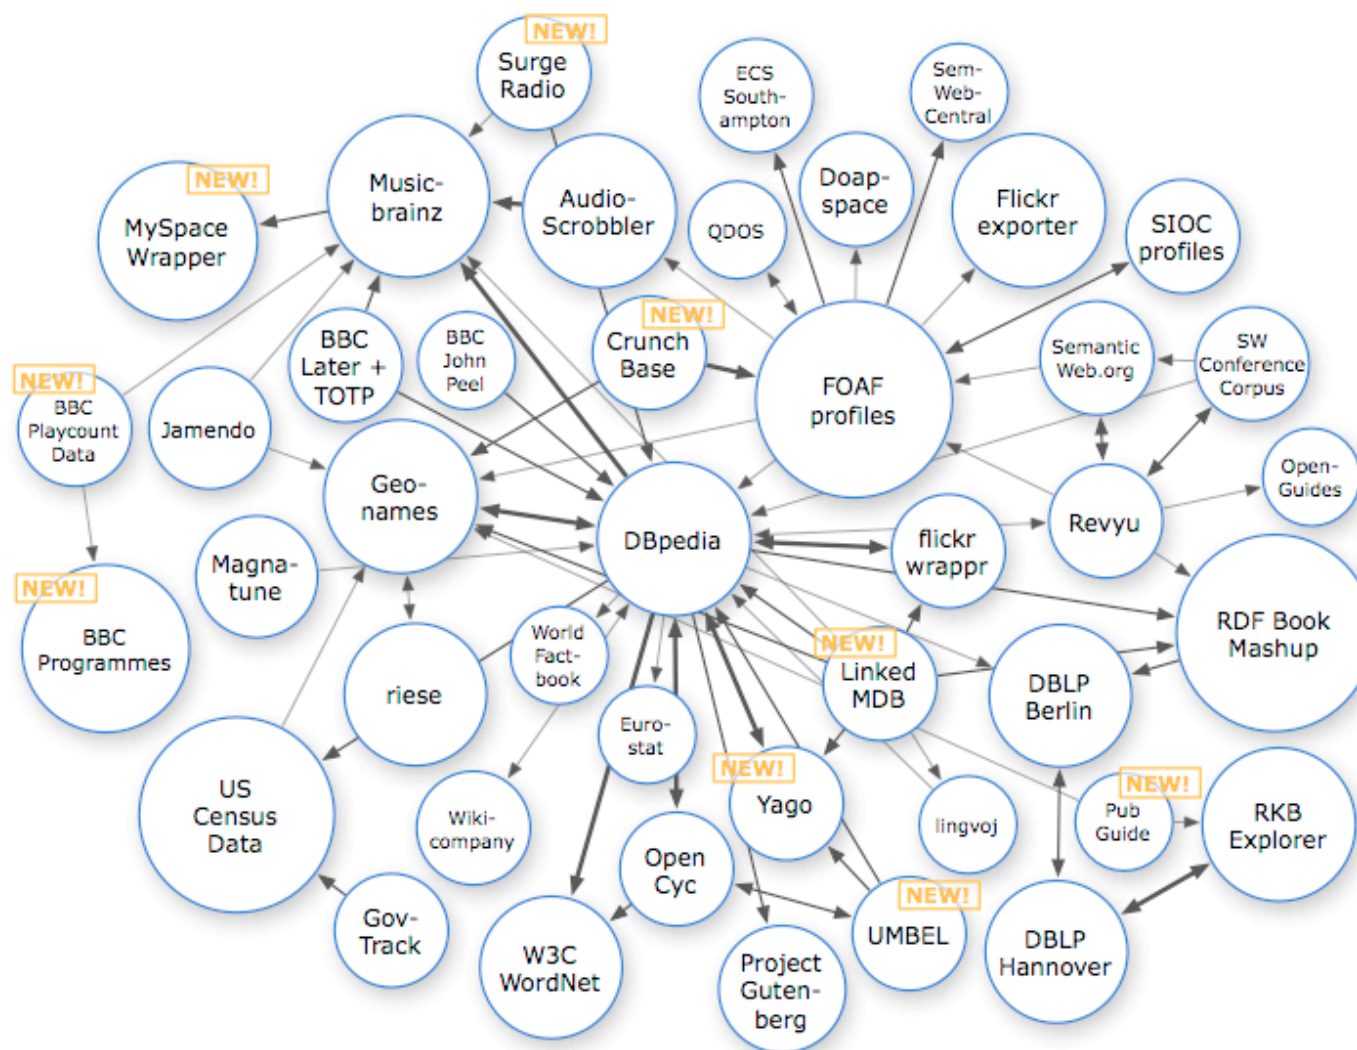 NEW!
Surge
Radio
ECS
South-
ampton
Sem-
Web-
Central
Music-
brainz
NEW!
MySpace
Wrapper
Audio-
Scrobbler
QDOS
Doap-
space
Flickr
exporter
SIOC
profiles
BBC
Later +
TOTP
BBC
John
Peel
NEW!
Crunch
Base
FOAF
profiles
Semantic
Web.org
SW
Conference
Corpus
NEW!
BBC
Playcount
Data
Jamendo
Geo-
names
DBpedia
flickr
wrappr
Revyu
Open-
Guides
Magna-
tune
NEW!
BBC
Programmes
riese
World
Fact-
book
NEW!
Linked
MDB
DBLP
Berlin
RDF Book
Mashup
US
Census
Data
Euro-
stat
NEW!
Yago
Wiki-
company
lingvoj
NEW!
Pub
Guide
RKB
Explorer
Open
Cyc
Gov-
Track
W3C
WordNet
Project
Guten-
berg
NEW!
UMBEL
DBLP
Hannover